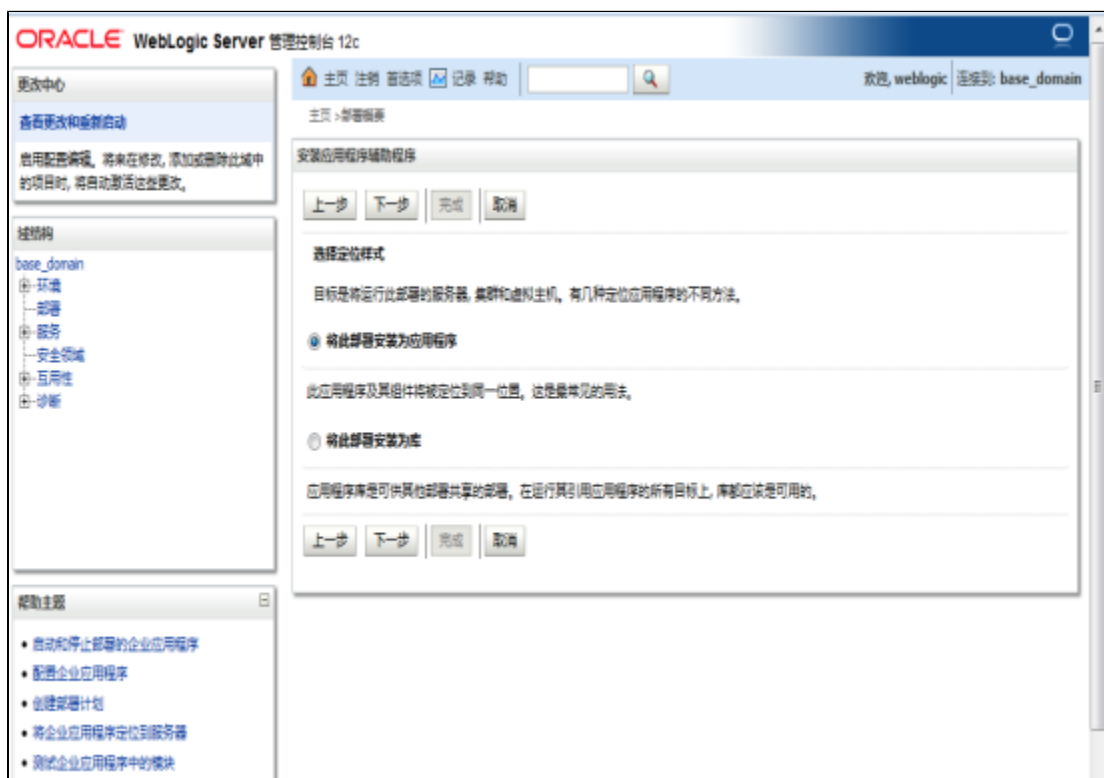 ORACLE WebLogic Server 管理控制台 12c
更改中心
查看更改和重新启动
启用配置编辑。将来在修改, 添加或删除此域中
的项目时, 将自动激活这些更改。
域结构
base_domain
环境
部署
服务
安全领域
互用性
诊断
帮助主题
启动和停止部署的企业应用程序
配置企业应用程序
创建部署计划
将企业应用程序定位到服务器
测试企业应用程序中的模块
主页 注销 首选项 记录 帮助
欢迎, weblogic 连接到: base_domain
主页 >部署概要
安装应用程序辅助程序
上一步 下一步 完成 取消
选择定位样式
目标是将运行此部署的服务器, 集群和虚拟主机。有几种定位应用程序的不同方法。
将此部署安装为应用程序
此应用程序及其组件将被定位到同一位置。这是最常见的用法。
将此部署安装为库
应用程序库是可供其他部署共享的部署。在运行其引用应用程序的所有目标上, 库都应该是可用的。
上一步 下一步 完成 取消